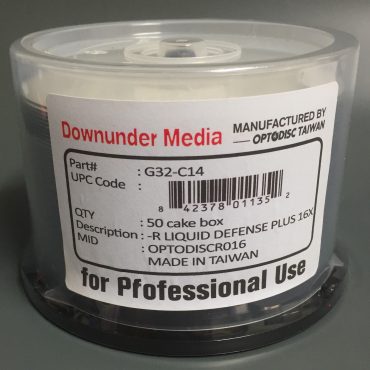 Downunder Media
MANUFACTURED BY
OPTODISC TAIWAN
Part# : G32-C14
UPC Code :
8 42378 01135 2
QTY : 50 cake box
Description : -R LIQUID DEFENSE PLUS 16X
MID : OPTODISCR016
MADE IN TAIWAN
for Pfofessional Use